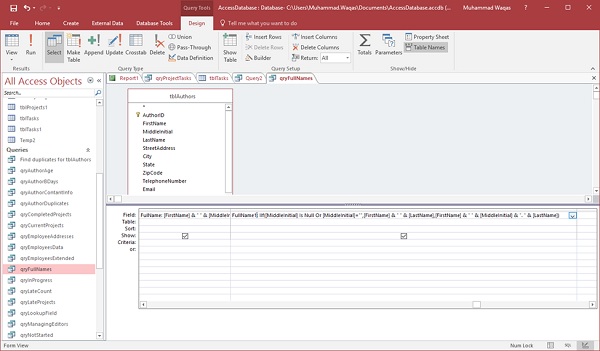 Query Tools
AccessDatabase : Database- C:\Users\Muhammad.Waqas\Documents\AccessDatabase.accdb (...
Muhammad Waqas
File Home Create External Data Database Tools Design Tell me what you want to do
View Run Select Make Table Append Update Crosstab Delete
Union
Pass-Through
Data Definition
Show Table
Insert Rows
Delete Rows
Builder
Insert Columns
Delete Columns
Return: All
Totals Parameters
Property Sheet
Table Names
Results Query Type Query Setup Show/Hide
All Access Objects
Search...
tblProjects1
tblTasks
tblTasks1
Temp2
Queries
Find duplicates for tblAuthors
qryAuthorAge
qryAuthorBDays
qryAuthorContantInfo
qryAuthorDuplicates
qryCompletedProjects
qryCurrentProjects
qryEmployeeAddresses
qryEmployeesData
qryEmployeesExtended
qryFullNames
qryInProgress
qryLateCount
qryLateProjects
qryLookupField
qryManagingEditors
qryNotStarted
Report1 qryProjectTasks tblTasks Query2 qryFullNames
tblAuthors
*
AuthorID
FirstName
MiddleInitial
LastName
StreetAddress
City
State
ZipCode
TelephoneNumber
Email
Field: FulName: [FirstName] & ' ' & [MiddleIni FullName1: IIf([MiddleInitial] Is Null Or [MiddleInitial]='',[FirstName] & ' ' & [LastName],[FirstName] & ' ' & [MiddleInitial] & '. ' & [LastName])
Table:
Sort:
Show:
Criteria:
or:
Form View
Num Lock